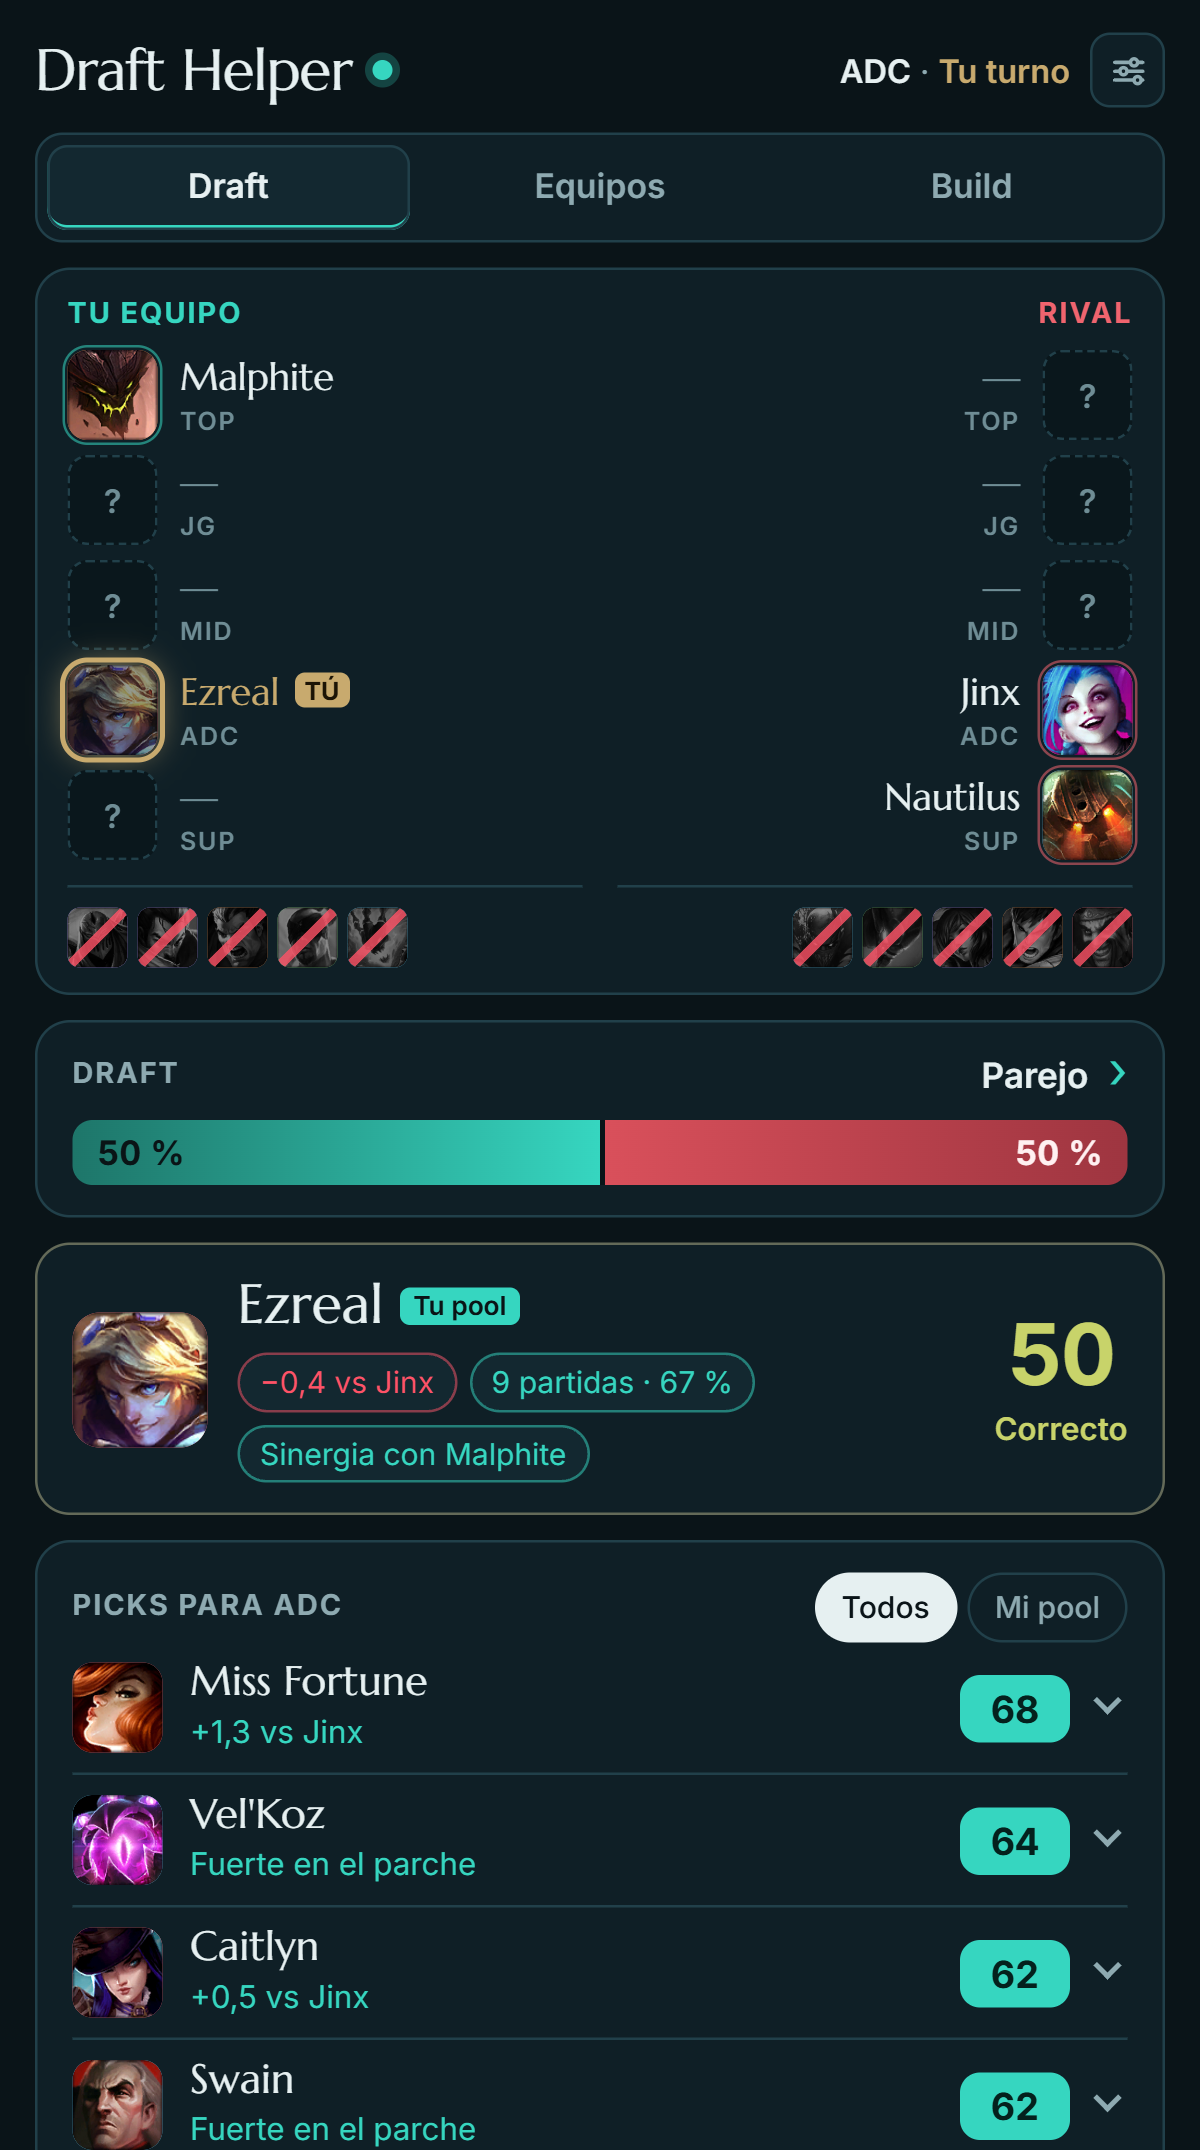 Draft Helper
ADC · Tu turno
Draft
Equipos
Build
TU EQUIPO
RIVAL
Malphite
TOP
—
TOP
?
?
—
JG
—
JG
?
?
—
MID
—
MID
?
Ezreal TÚ
ADC
Jinx
ADC
?
—
SUP
Nautilus
SUP
DRAFT
Parejo ›
50 %
50 %
Ezreal Tu pool
−0,4 vs Jinx
9 partidas · 67 %
Sinergia con Malphite
50
Correcto
PICKS PARA ADC
Todos
Mi pool
Miss Fortune
+1,3 vs Jinx
68
Vel'Koz
Fuerte en el parche
64
Caitlyn
+0,5 vs Jinx
62
Swain
Fuerte en el parche
62